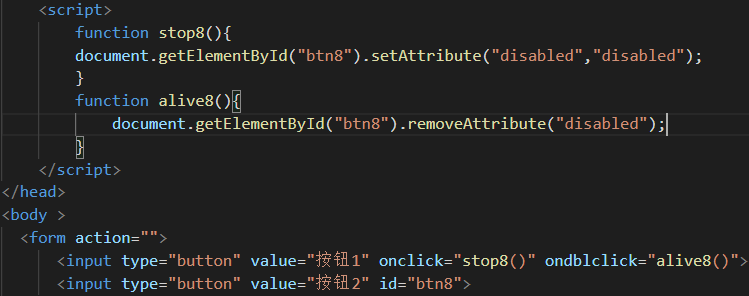 <script>
function stop8(){
document.getElementById("btn8").setAttribute("disabled","disabled");
}
function alive8(){
document.getElementById("btn8").removeAttribute("disabled");
}
</script>
</head>
<body >
<form action="">
<input type="button" value="按钮1" onclick="stop8()" ondblclick="alive8()">
<input type="button" value="按钮2" id="btn8">